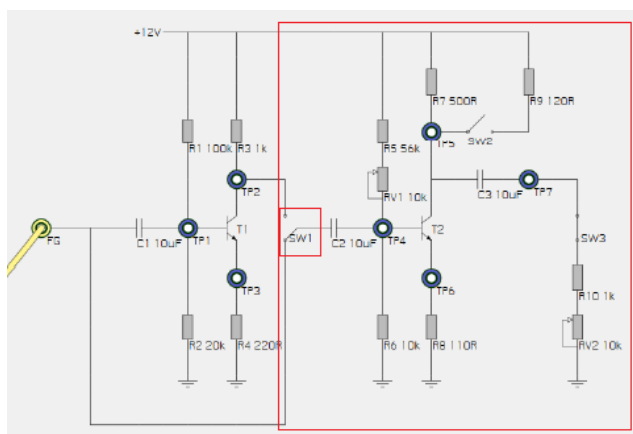 +12V
R7 500R
R9 120R
R1 100k
R3 1k
R5 56k
TP5
SW2
TP2
RV1 10k
C3 10uF
TP7
FG
C1 10uF
TP1
T1
SW1
C2 10uF
TP4
T2
SW3
TP3
TP6
R10 1k
R2 20k
R4 220R
R6 10k
R8 110R
RV2 10k